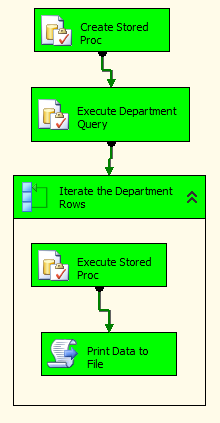 Create Stored
Proc
Execute Department
Query
Iterate the Department
Rows
Execute Stored
Proc
Print Data to
File